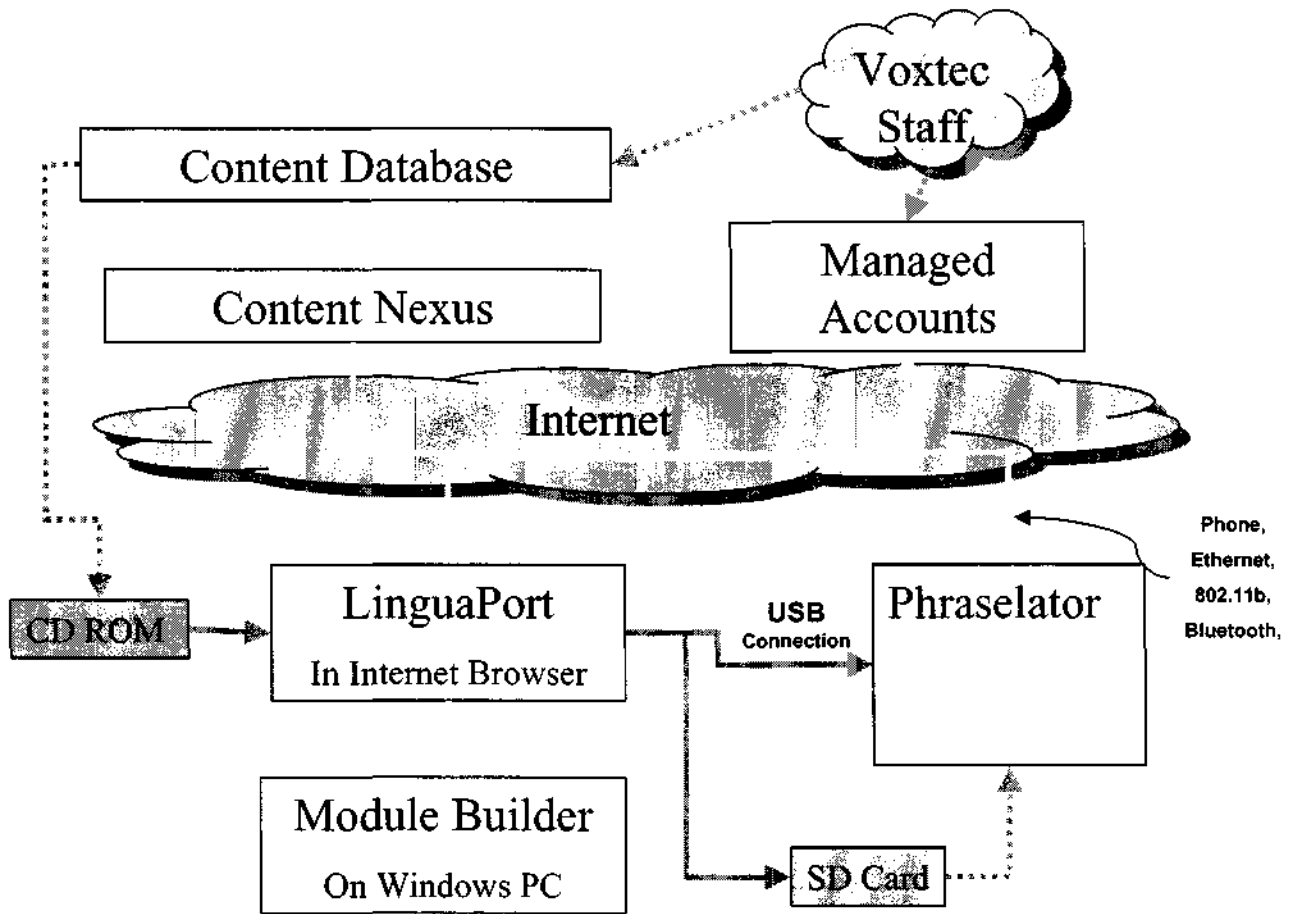 Voxtec
Staff
Content Database
Managed
Accounts
Content Nexus
Internet
Phone,
Ethernet,
802.11b,
Bluetooth,
CD ROM
LinguaPort
In Internet Browser
USB
Connection
Phraselator
Module Builder
On Windows PC
SD Card